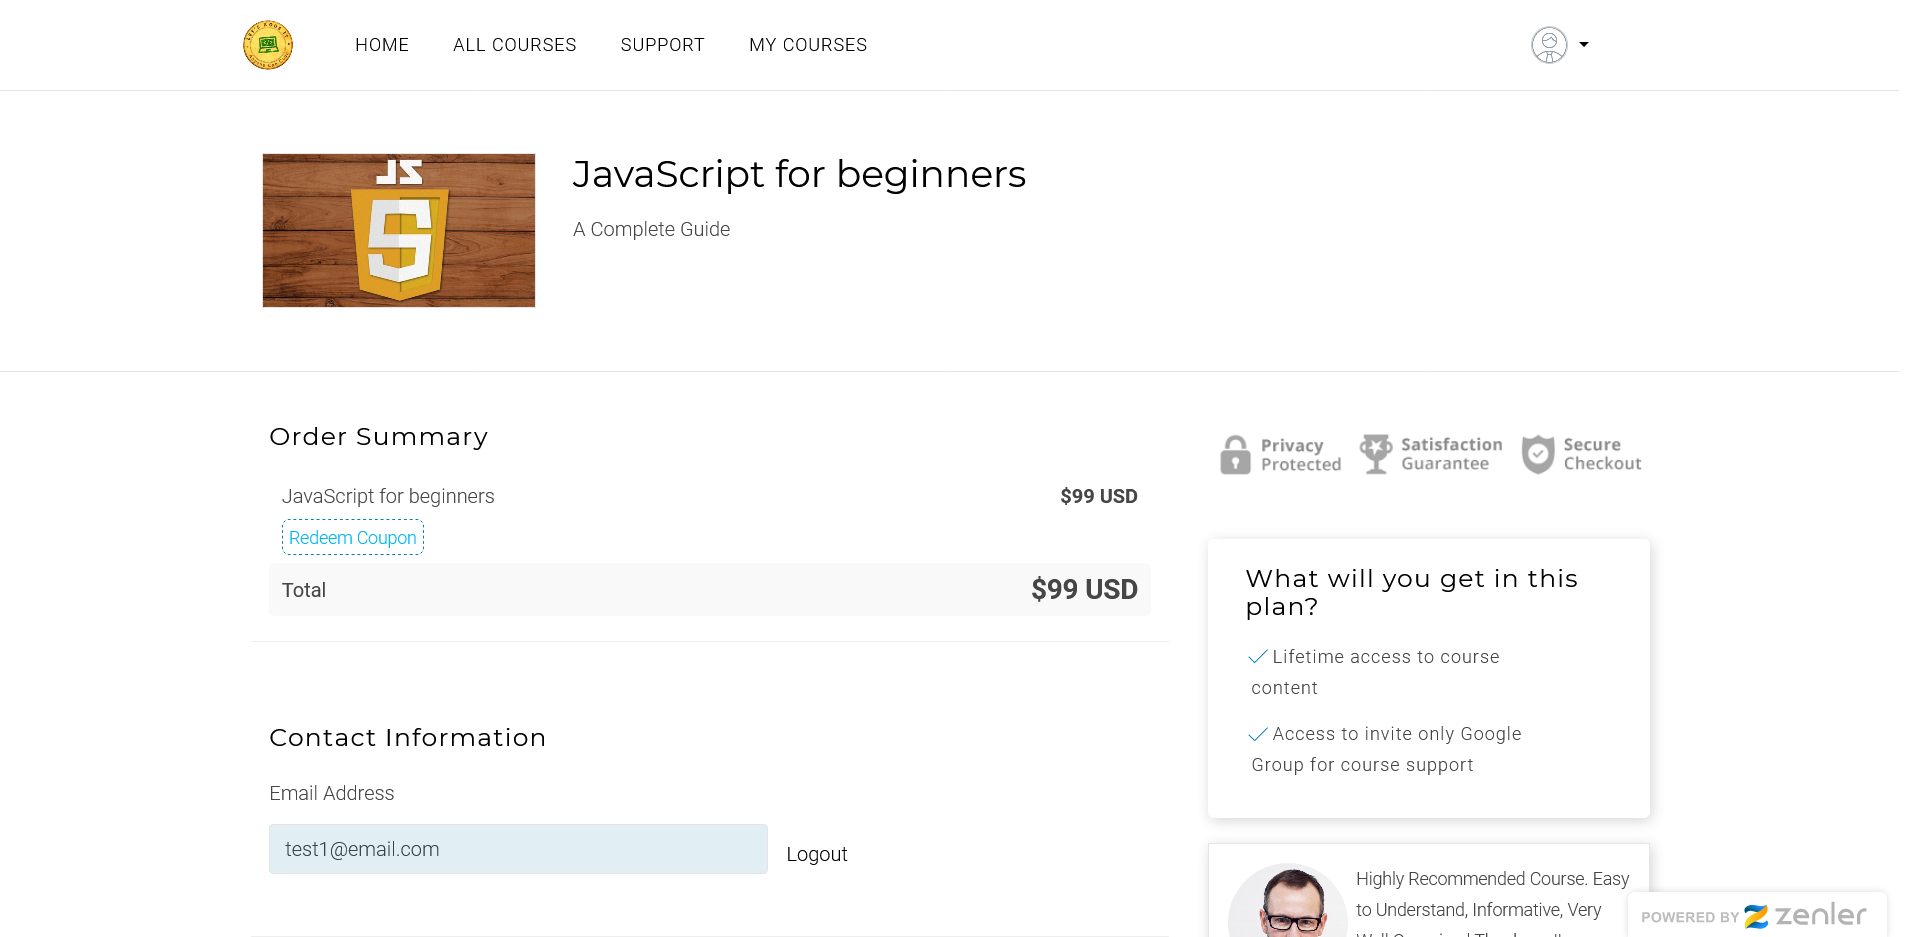 HOME
ALL COURSES
SUPPORT
MY COURSES
JS
JavaScript for beginners
A Complete Guide
Order Summary
JavaScript for beginners
$99 USD
Redeem Coupon
Total
$99 USD
Contact Information
Email Address
test1@email.com
Logout
Privacy
Protected
Satisfaction
Guarantee
Secure
Checkout
What will you get in this
plan?
Lifetime access to course
content
Access to invite only Google
Group for course support
Highly Recommended Course. Easy
to Understand, Informative, Very
POWERED BY zenler